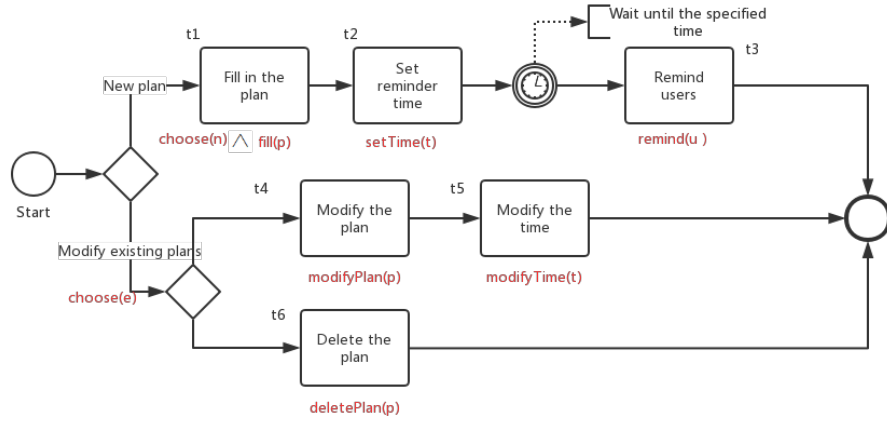 Wait until the specified
time
t1
t2
t3
New plan
Fill in the
plan
Set
reminder
time
Remind
users
choose(n) ∧ fill(p)
setTime(t)
remind(u )
Start
t4
t5
Modify the
plan
Modify the
time
Modify existing plans
modifyPlan(p)
modifyTime(t)
choose(e)
t6
Delete the
plan
deletePlan(p)